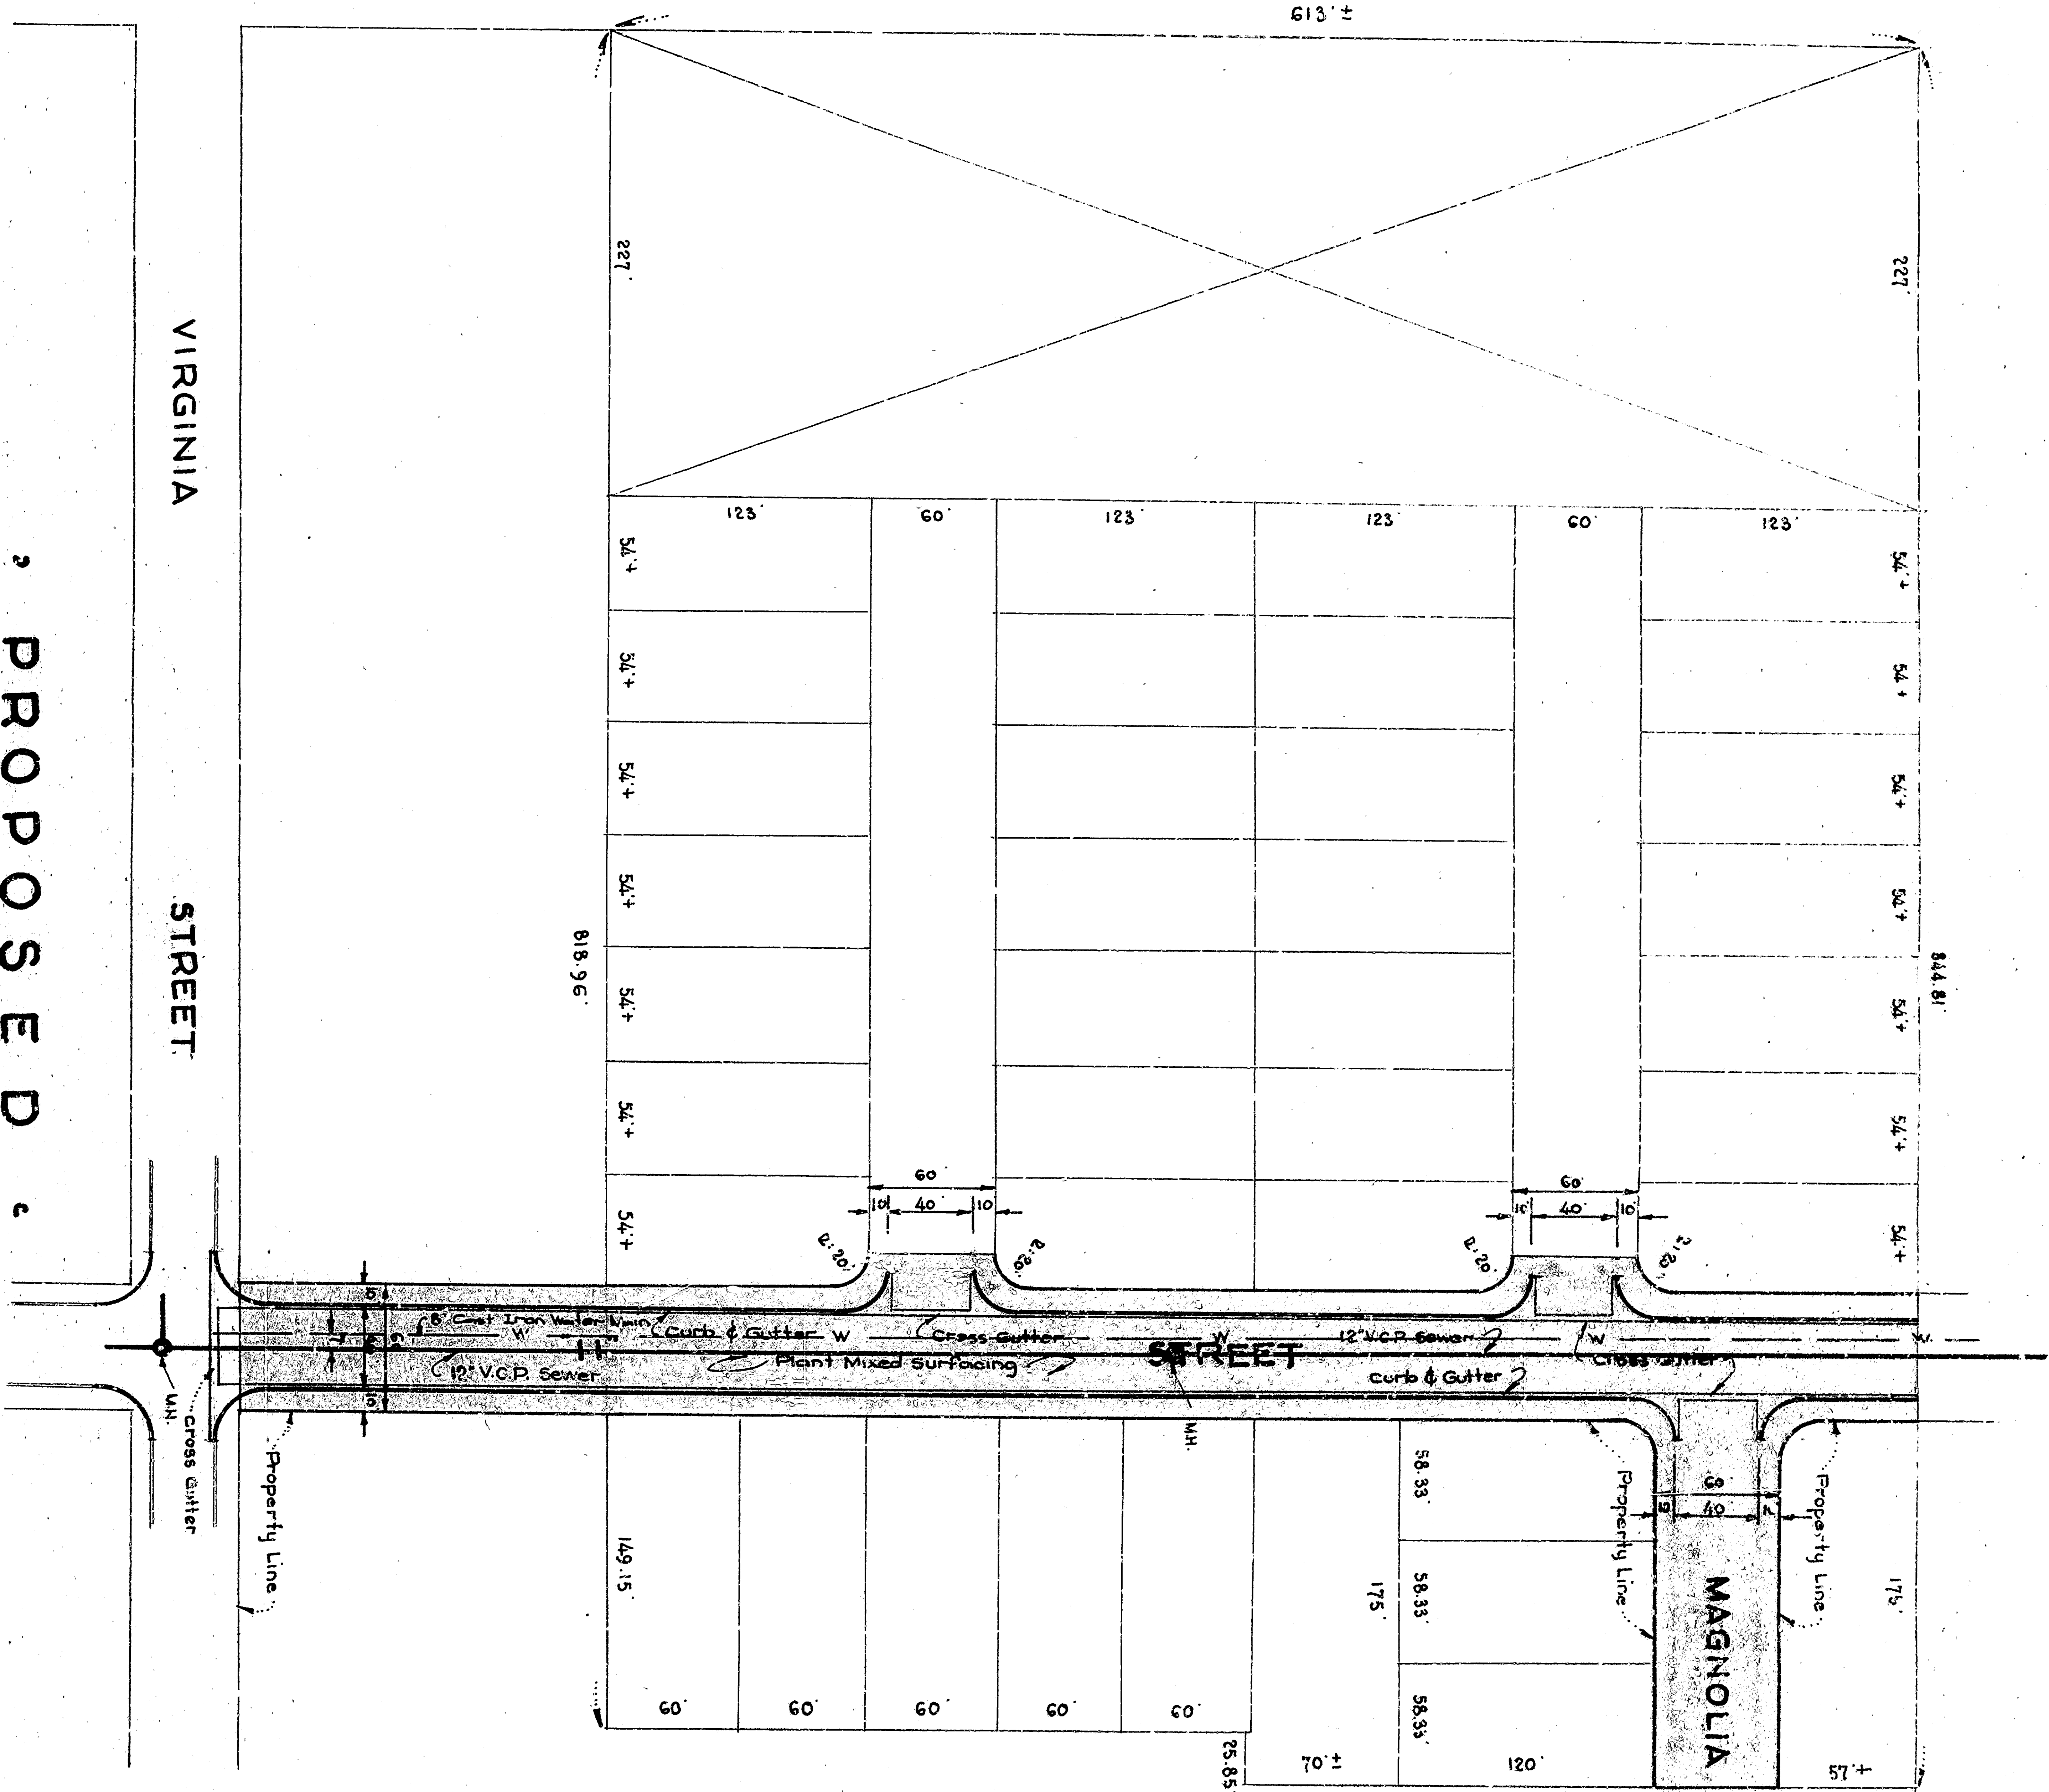 613'±
227'
227'
VIRGINIA
STREET
' PROPOSED '
123'
60'
123'
123'
60'
123'
54'+
54'+
54'+
54'+
54'+
54'+
54'+
54'+
54'+
54'+
54'+
54'+
54'+
54'+
818.96'
844.81'
60
10'
40'
10'
R=20'
R=20'
60'
10'
40'
10'
R=20'
R=20'
10
60
10
8" Cast Iron Water Main
W
Curb & Gutter
W
Cross Gutter
W
12" V.C.P. Sewer
W
W
12" V.C.P. Sewer
Plant Mixed Surfacing
STREET
Curb & Gutter
Cross Gutter
M.H.
Cross Gutter
Property Line
M.H.
149.15'
60'
60'
60'
60'
60'
25.85
175'
70'±
58.33'
58.33'
58.33'
120'
Property Line
60
40
MAGNOLIA
Property Line
175'
57'+